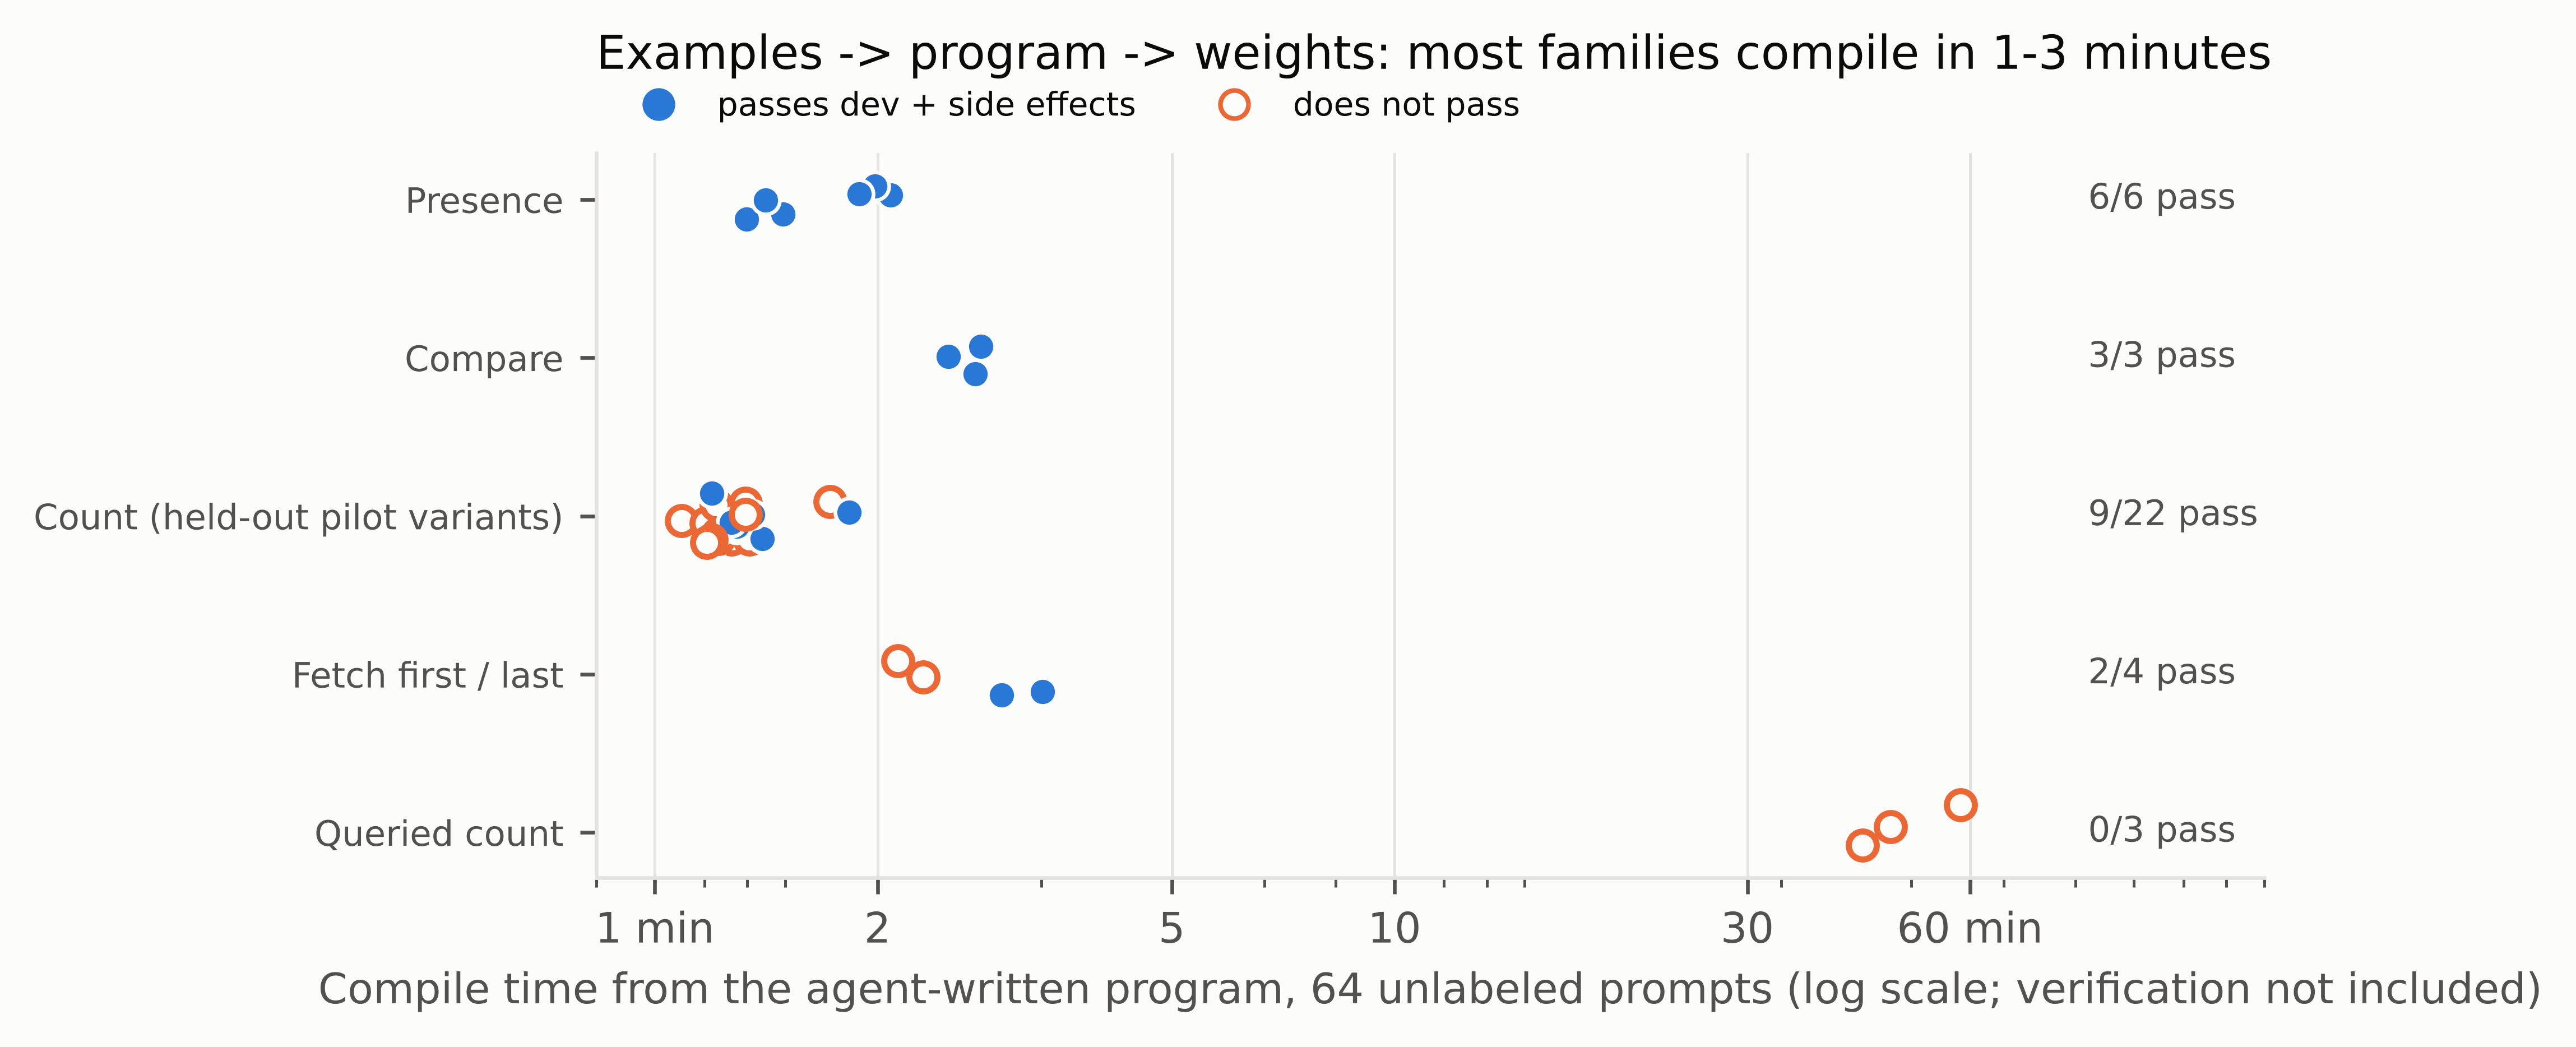 Examples -> program -> weights: most families compile in 1-3 minutes
passes dev + side effects
does not pass
Presence
6/6 pass
Compare
3/3 pass
Count (held-out pilot variants)
9/22 pass
Fetch first / last
2/4 pass
Queried count
0/3 pass
1 min 2 5 10 30 60 min
Compile time from the agent-written program, 64 unlabeled prompts (log scale; verification not included)